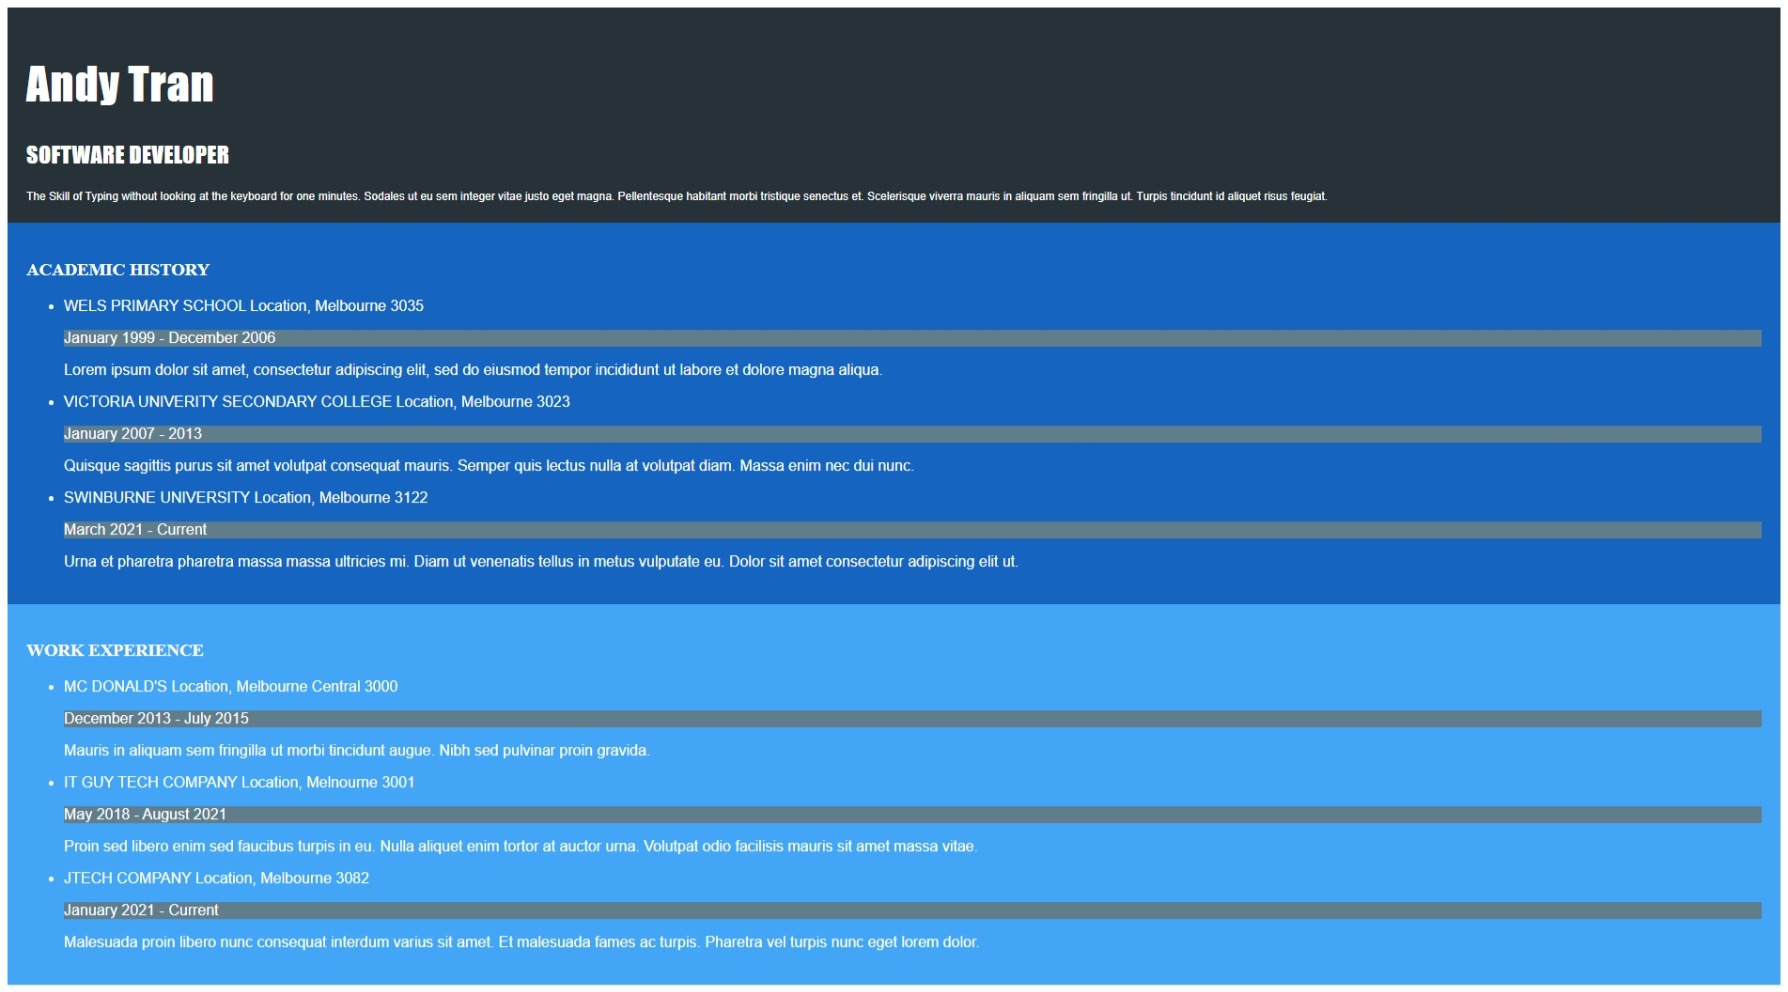 Andy Tran
SOFTWARE DEVELOPER
The Skill of Typing without looking at the keyboard for one minutes. Sodales ut eu sem integer vitae justo eget magna. Pellentesque habitant morbi tristique senectus et. Scelerisque viverra mauris in aliquam sem fringilla ut. Turpis tincidunt id aliquet risus feugiat.
ACADEMIC HISTORY
• WELS PRIMARY SCHOOL Location, Melbourne 3035
January 1999 - December 2006
Lorem ipsum dolor sit amet, consectetur adipiscing elit, sed do eiusmod tempor incididunt ut labore et dolore magna aliqua.
• VICTORIA UNIVERITY SECONDARY COLLEGE Location, Melbourne 3023
January 2007 - 2013
Quisque sagittis purus sit amet volutpat consequat mauris. Semper quis lectus nulla at volutpat diam. Massa enim nec dui nunc.
• SWINBURNE UNIVERSITY Location, Melbourne 3122
March 2021 - Current
Urna et pharetra pharetra massa massa ultricies mi. Diam ut venenatis tellus in metus vulputate eu. Dolor sit amet consectetur adipiscing elit ut.
WORK EXPERIENCE
• MC DONALD'S Location, Melbourne Central 3000
December 2013 - July 2015
Mauris in aliquam sem fringilla ut morbi tincidunt augue. Nibh sed pulvinar proin gravida.
• IT GUY TECH COMPANY Location, Melnourne 3001
May 2018 - August 2021
Proin sed libero enim sed faucibus turpis in eu. Nulla aliquet enim tortor at auctor urna. Volutpat odio facilisis mauris sit amet massa vitae.
• JTECH COMPANY Location, Melbourne 3082
January 2021 - Current
Malesuada proin libero nunc consequat interdum varius sit amet. Et malesuada fames ac turpis. Pharetra vel turpis nunc eget lorem dolor.